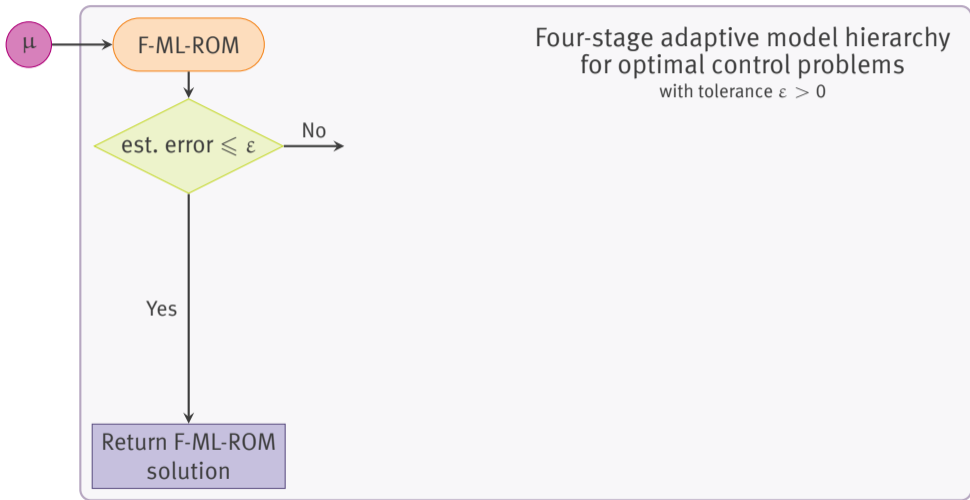 μ
F-ML-ROM
Four-stage adaptive model hierarchy
for optimal control problems
with tolerance ε > 0
est. error ⩽ ε
No
Yes
Return F-ML-ROM
solution